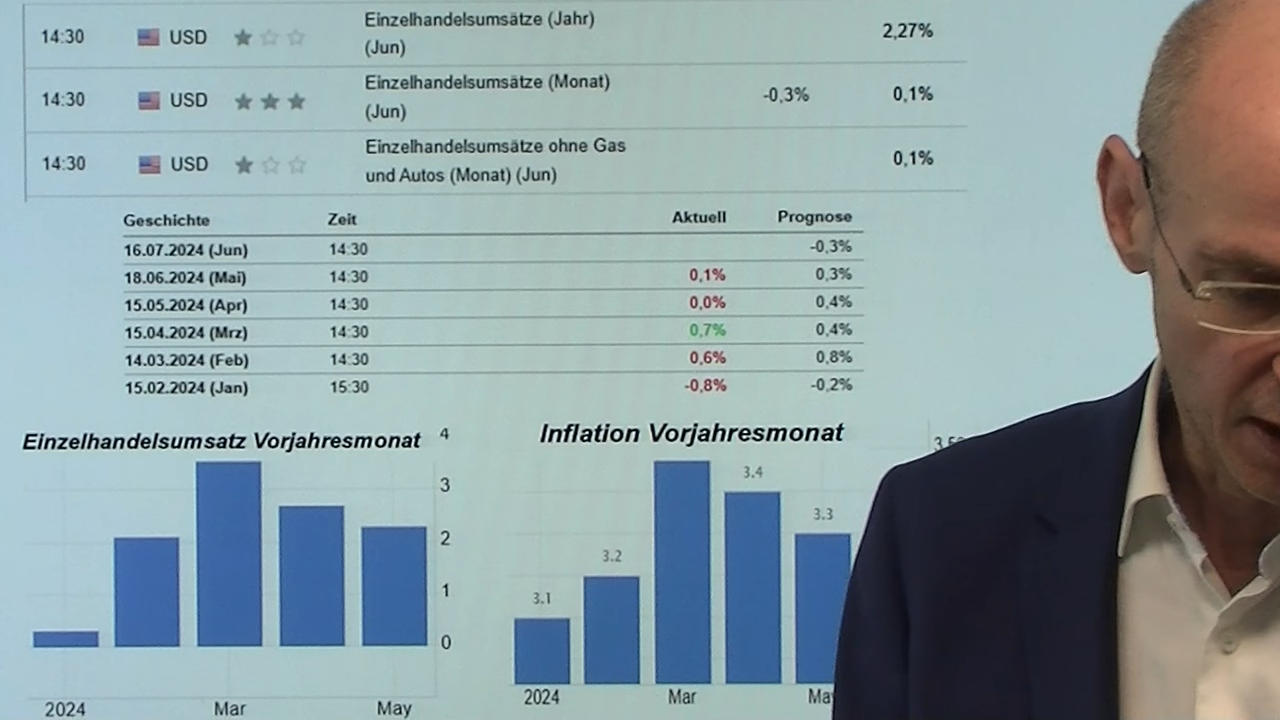 Einzelhandelsumsätze (Jahr)
14:30 USD 2,27%
(Jun)
Einzelhandelsumsätze (Monat)
14:30 USD -0,3% 0,1%
(Jun)
Einzelhandelsumsätze ohne Gas
14:30 USD 0,1%
und Autos (Monat) (Jun)
Geschichte Zeit Aktuell Prognose
16.07.2024 (Jun) 14:30 -0,3%
18.06.2024 (Mai) 14:30 0,1% 0,3%
15.05.2024 (Apr) 14:30 0,0% 0,4%
15.04.2024 (Mrz) 14:30 0,7% 0,4%
14.03.2024 (Feb) 14:30 0,6% 0,8%
15.02.2024 (Jan) 15:30 -0,8% -0,2%
Einzelhandelsumsatz Vorjahresmonat
4
3
2
1
0
2024 Mar May
Inflation Vorjahresmonat
3.1
3.2
3.4
3.3
2024 Mar